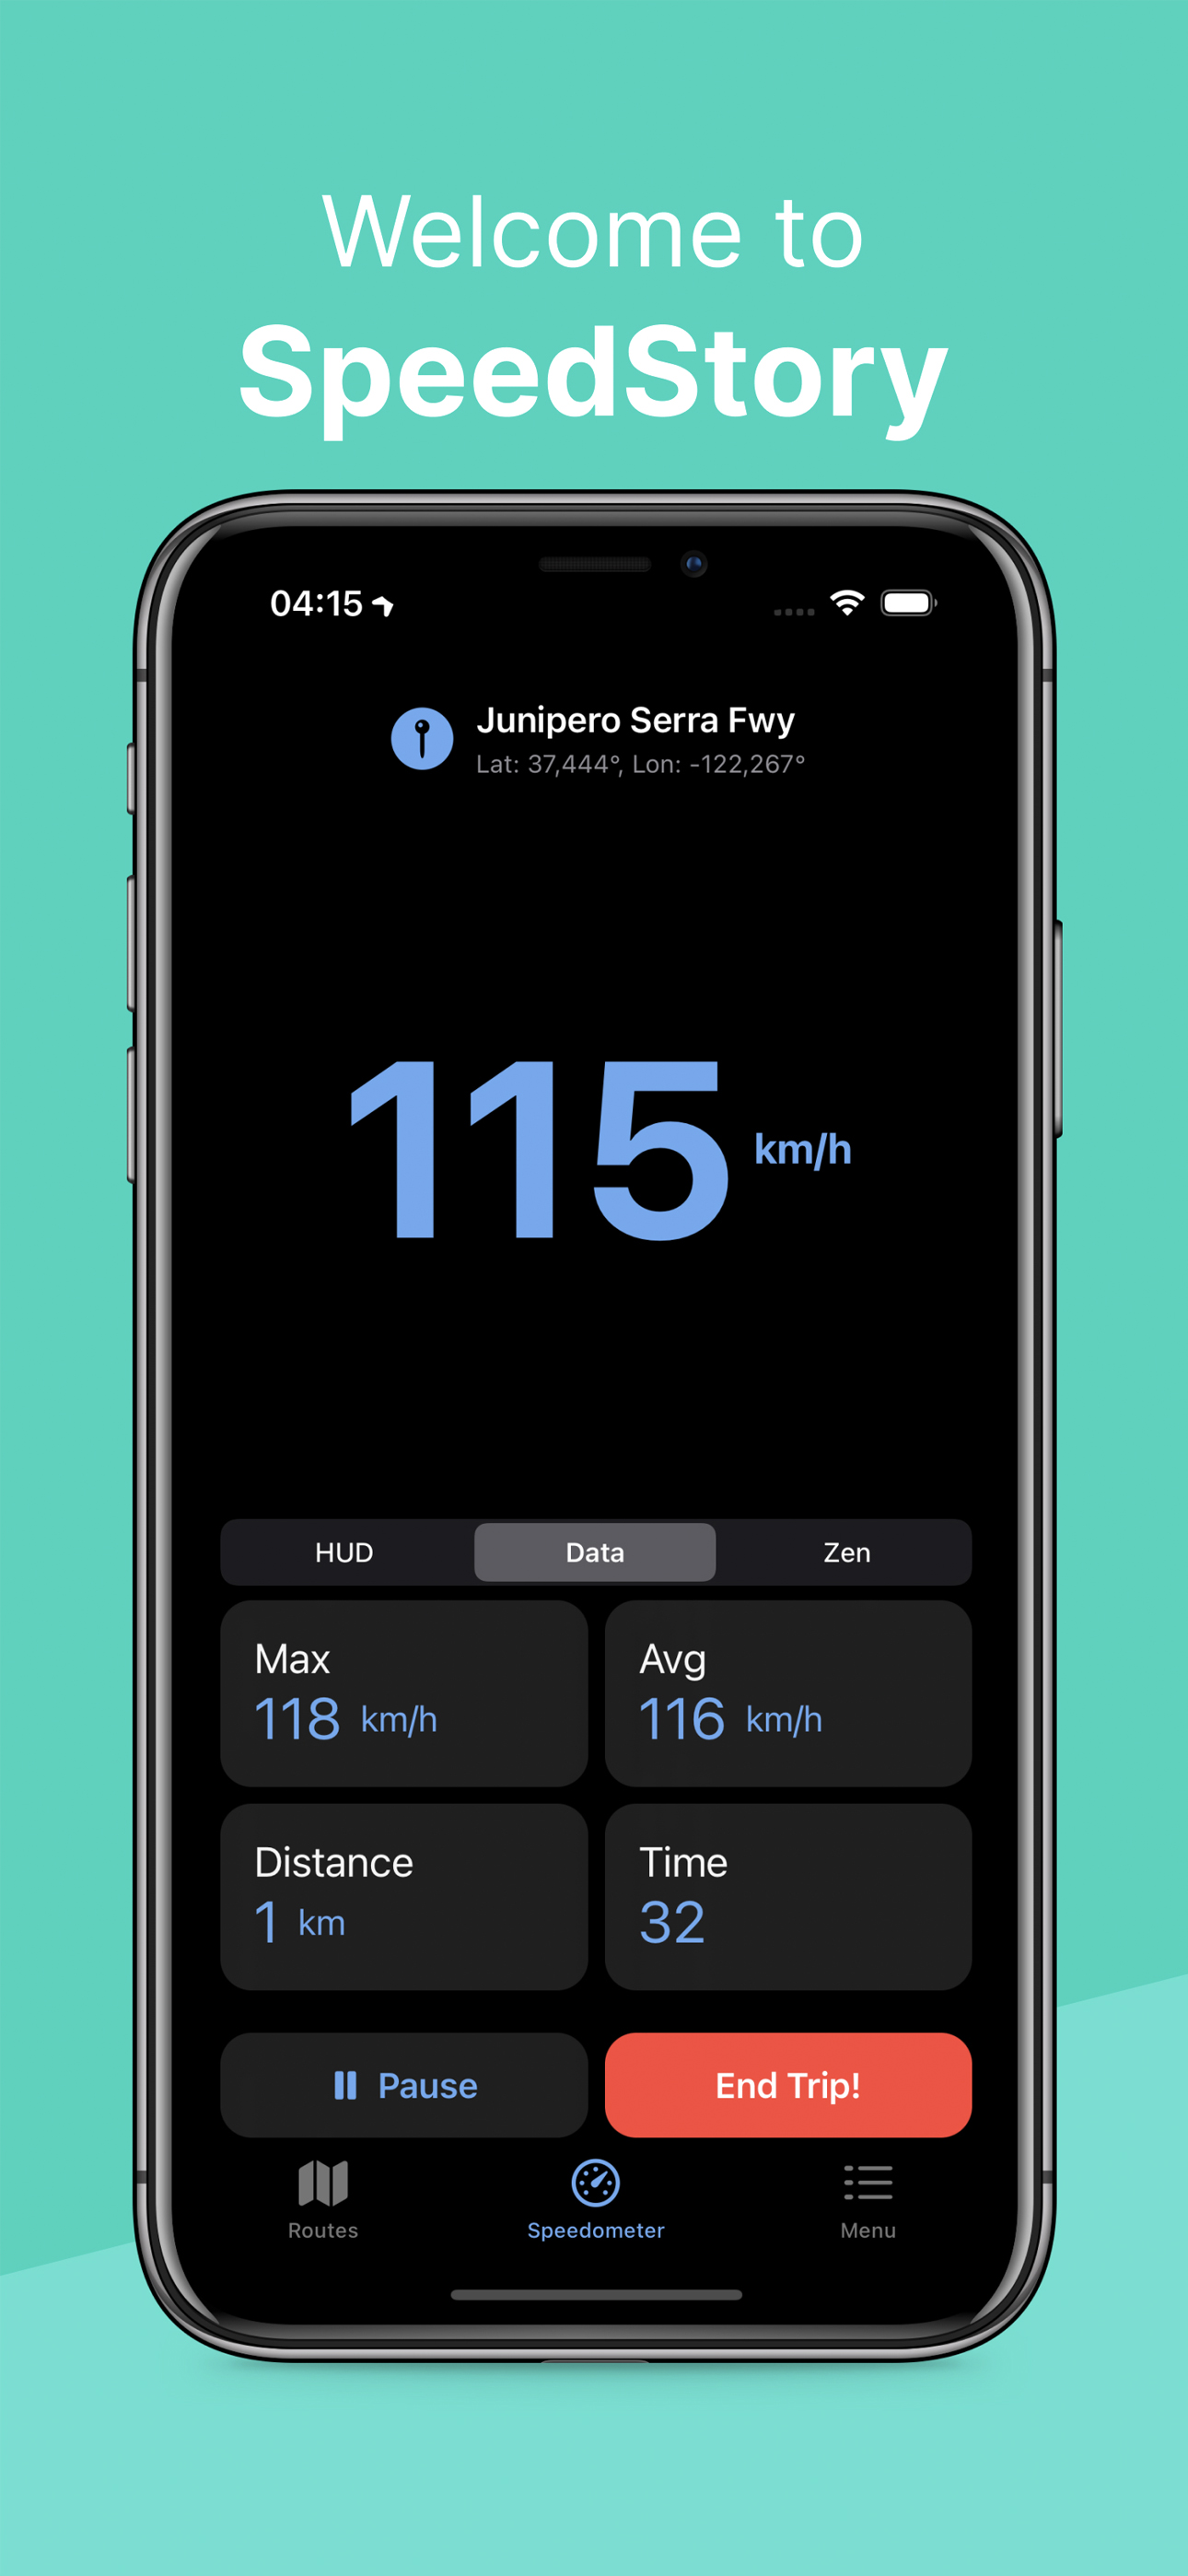 Welcome to
SpeedStory
04:15
Junipero Serra Fwy
Lat: 37,444°, Lon: -122,267°
115 km/h
HUD Data Zen
Max Avg
118 km/h 116 km/h
Distance Time
1 km 32
Pause End Trip!
Routes Speedometer Menu